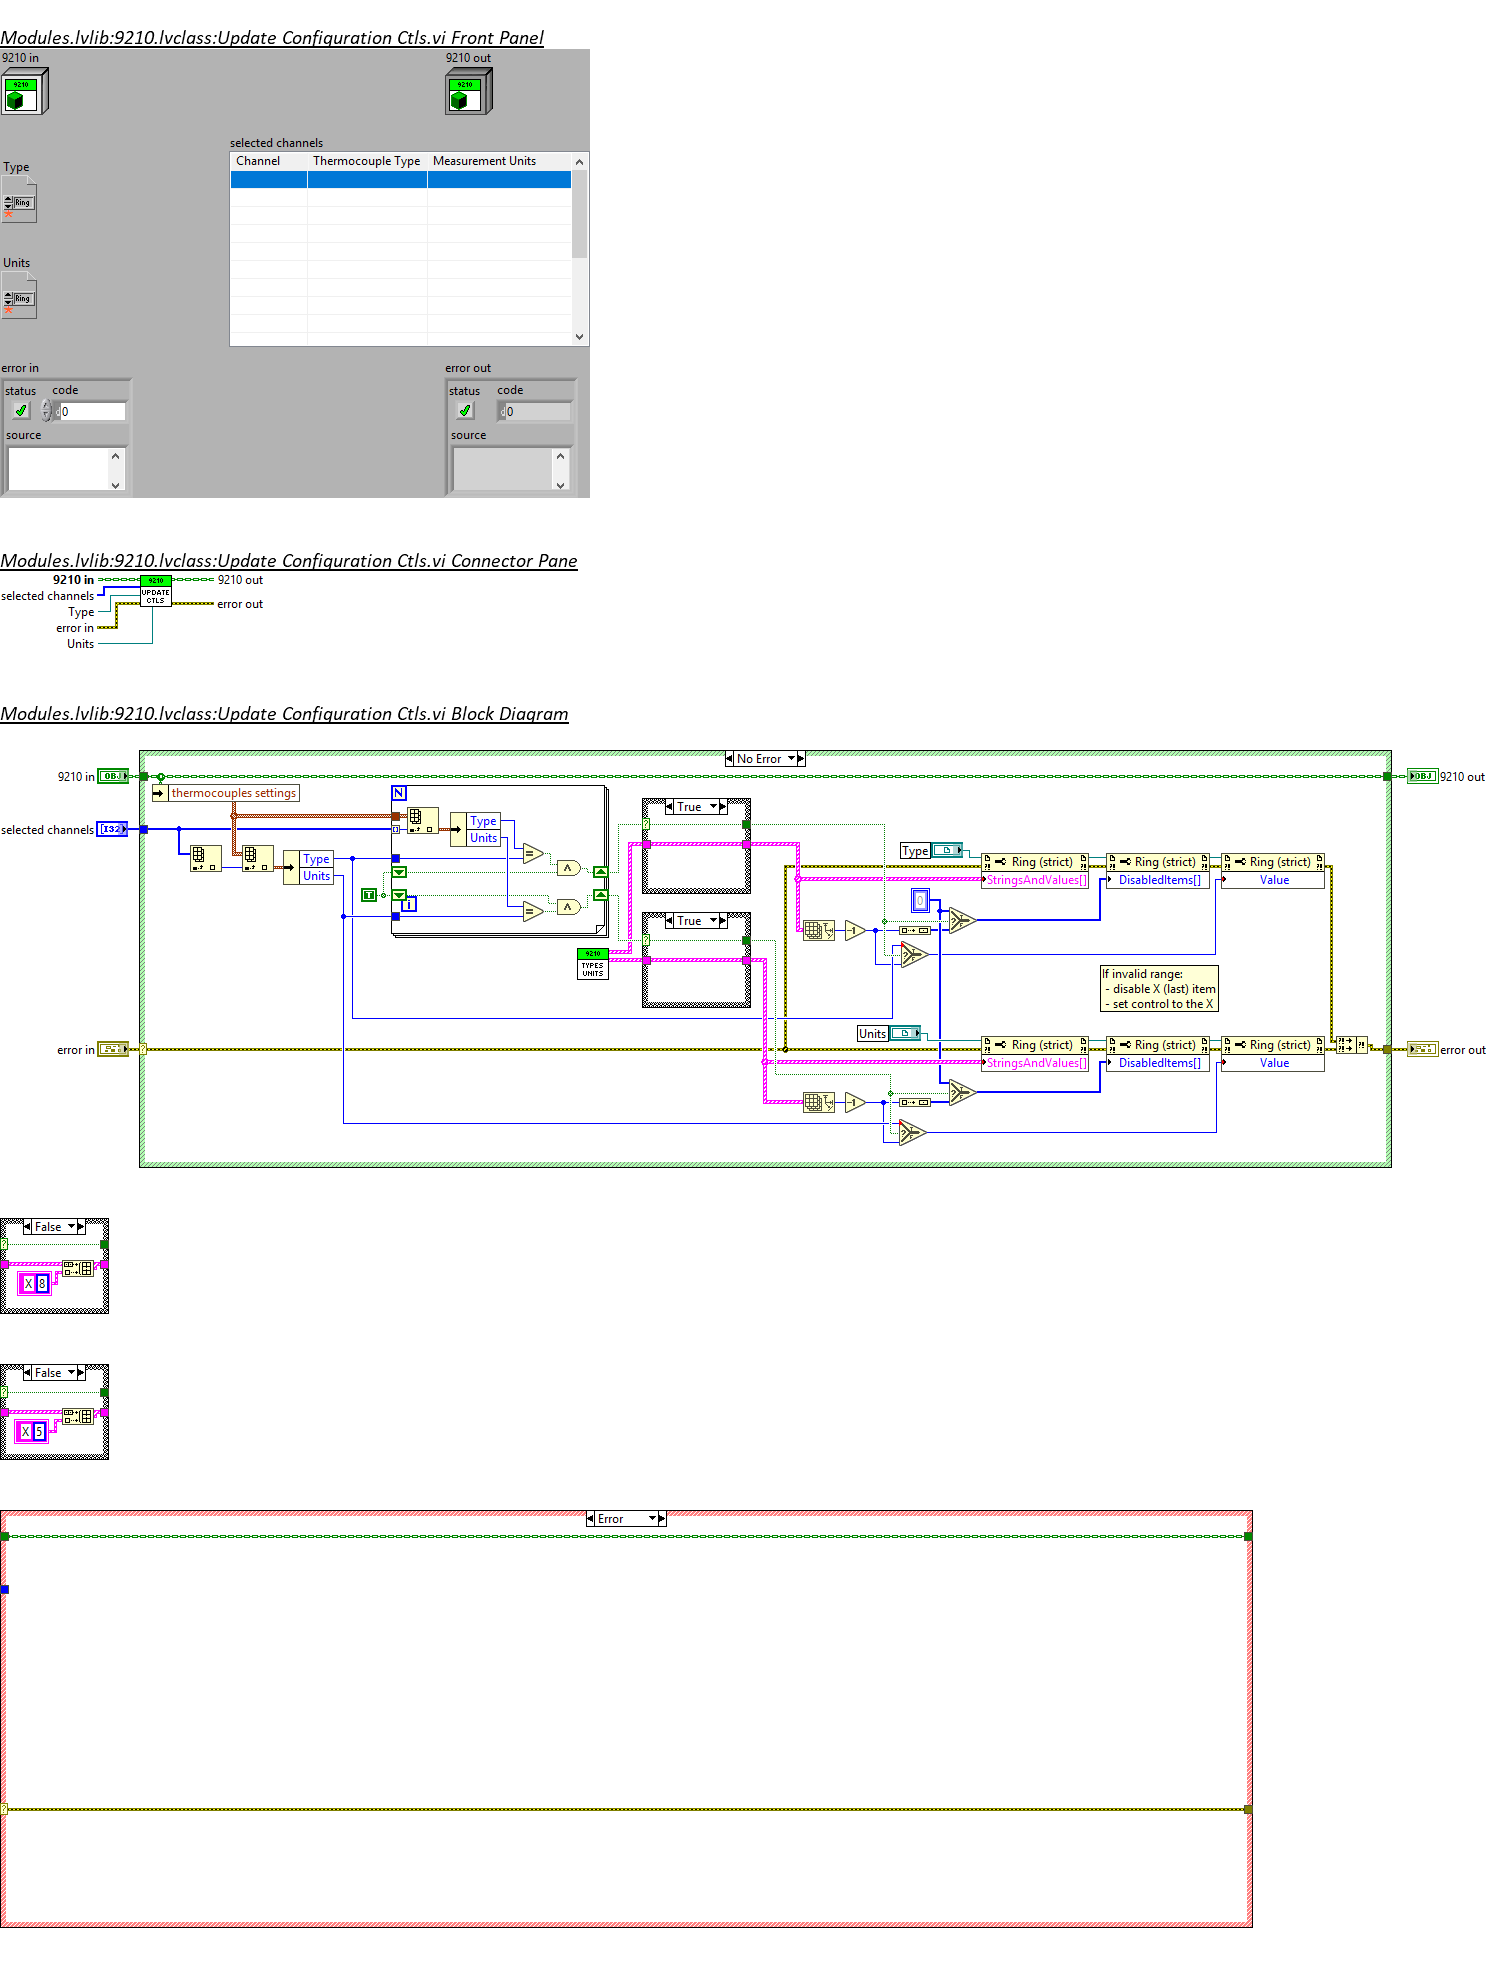 Modules.lvlib:9210.lvclass:Update Configuration Ctls.vi Front Panel
9210 in
9210 out
9210
9210
selected channels
Channel Thermocouple Type Measurement Units
Type
Ring
Units
Ring
error in
error out
status code
0
source
status code
0
source
Modules.lvlib:9210.lvclass:Update Configuration Ctls.vi Connector Pane
9210 in
selected channels
Type
error in
Units
9210
UPDATE
CTLS
9210 out
error out
Modules.lvlib:9210.lvclass:Update Configuration Ctls.vi Block Diagram
No Error
9210 in
OBJ
OBJ
9210 out
thermocouples settings
N
True
selected channels
I32
Type
Units
Type
Units
T
i
Type
Ring (strict)
StringsAndValues[]
Ring (strict)
DisabledItems[]
Ring (strict)
Value
0
-1
True
9210
TYPES
UNITS
If invalid range:
- disable X (last) item
- set control to the X
Units
Ring (strict)
StringsAndValues[]
Ring (strict)
DisabledItems[]
Ring (strict)
Value
error in
error out
-1
False
X 8
False
X 5
Error